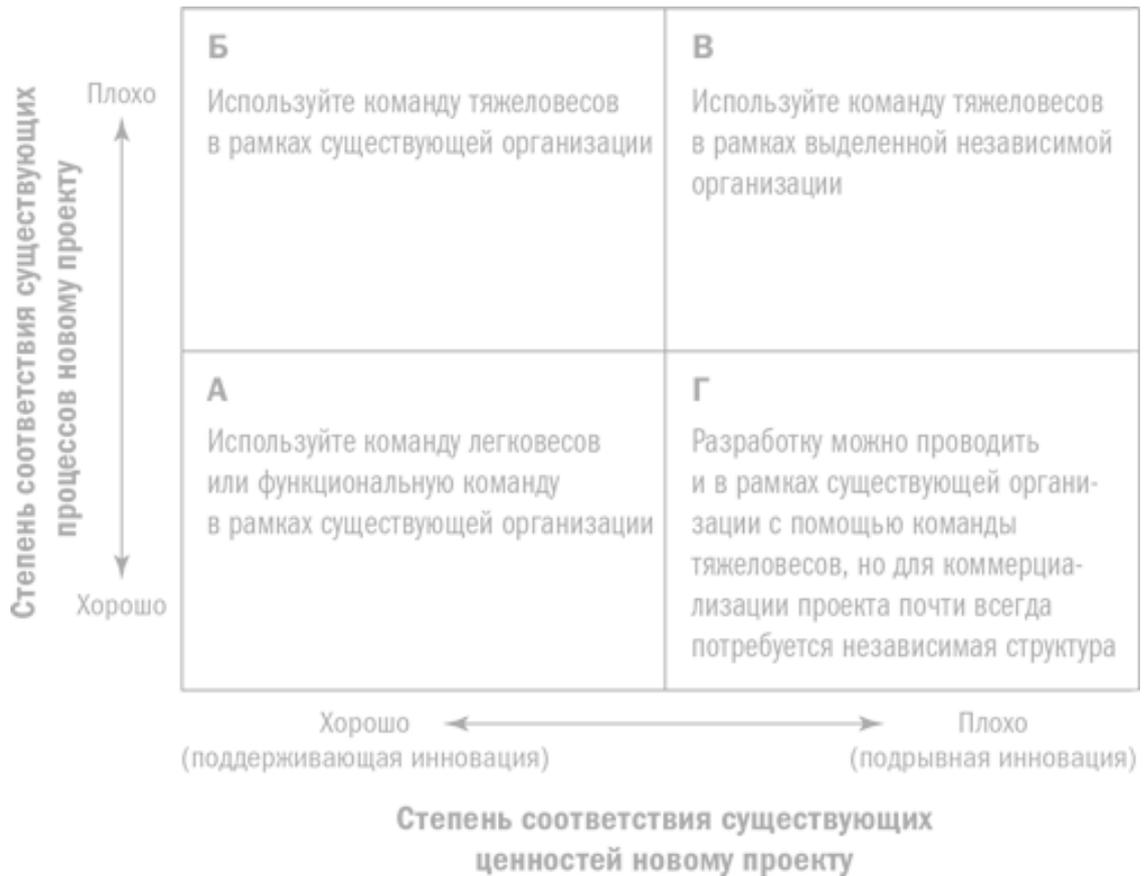 Степень соответствия существующих
процессов новому проекту
Плохо
Хорошо
Б
Используйте команду тяжеловесов
в рамках существующей организации
В
Используйте команду тяжеловесов
в рамках выделенной независимой
организации
А
Используйте команду легковесов
или функциональную команду
в рамках существующей организации
Г
Разработку можно проводить
и в рамках существующей органи-
зации с помощью команды
тяжеловесов, но для коммерциа-
лизации проекта почти всегда
потребуется независимая структура
Хорошо
(поддерживающая инновация)
Плохо
(подрывная инновация)
Степень соответствия существующих
ценностей новому проекту